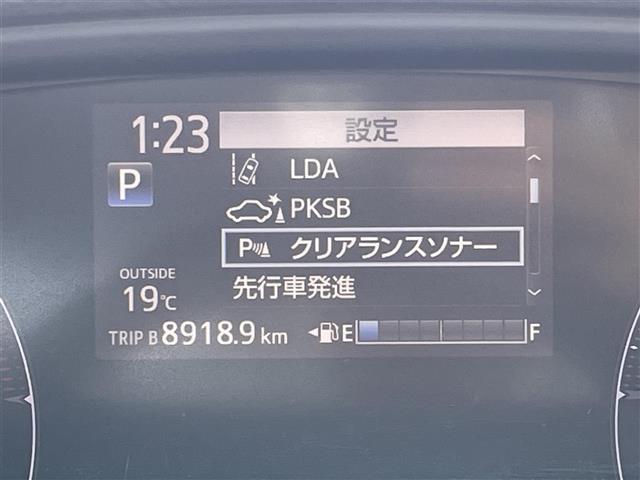 1:23
設定
LDA
P
PKSB
P クリアランスソナー
OUTSIDE
先行車発進
19℃
TRIP B 8918.9 km
E F